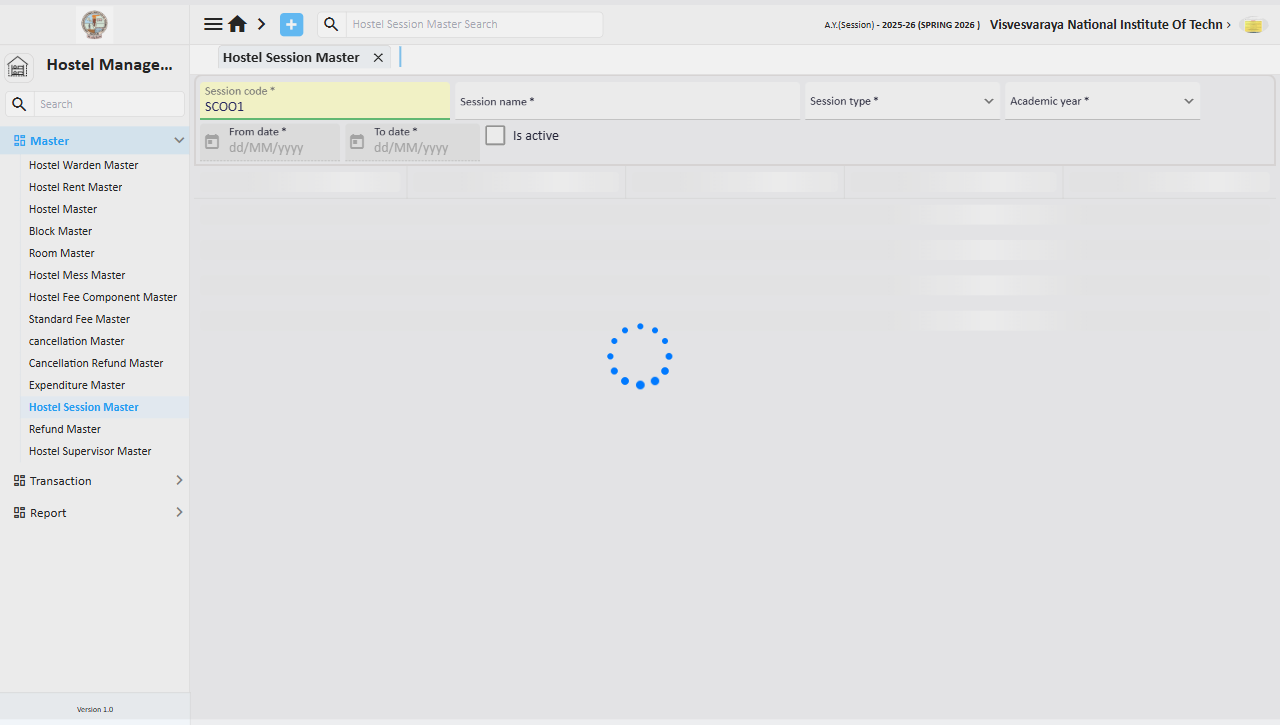 Hostel Session Master Search
A.Y.(Session) - 2025-26 (SPRING 2026 )
Visvesvaraya National Institute Of Techn
Hostel Manage...
Search
Master
Hostel Warden Master
Hostel Rent Master
Hostel Master
Block Master
Room Master
Hostel Mess Master
Hostel Fee Component Master
Standard Fee Master
cancellation Master
Cancellation Refund Master
Expenditure Master
Hostel Session Master
Refund Master
Hostel Supervisor Master
Transaction
Report
Version 1.0
Hostel Session Master
Session code *
SCOO1
Session name *
Session type *
Academic year *
From date *
dd/MM/yyyy
To date *
dd/MM/yyyy
Is active